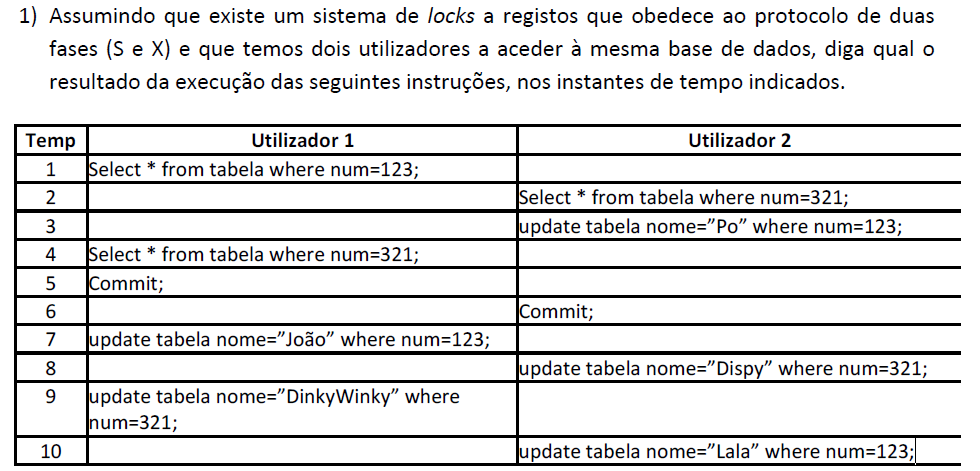 1) Assumindo que existe um sistema de locks a registos que obedece ao protocolo de duas
fases (S e X) e que temos dois utilizadores a aceder à mesma base de dados, diga qual o
resultado da execução das seguintes instruções, nos instantes de tempo indicados.
Temp Utilizador 1 Utilizador 2
1 Select * from tabela where num=123;
2 Select * from tabela where num=321;
3 update tabela nome=”Po” where num=123;
4 Select * from tabela where num=321;
5 Commit;
6 Commit;
7 update tabela nome=”João” where num=123;
8 update tabela nome=”Dispy” where num=321;
9 update tabela nome=”DinkyWinky” where
num=321;
10 update tabela nome=”Lala” where num=123;